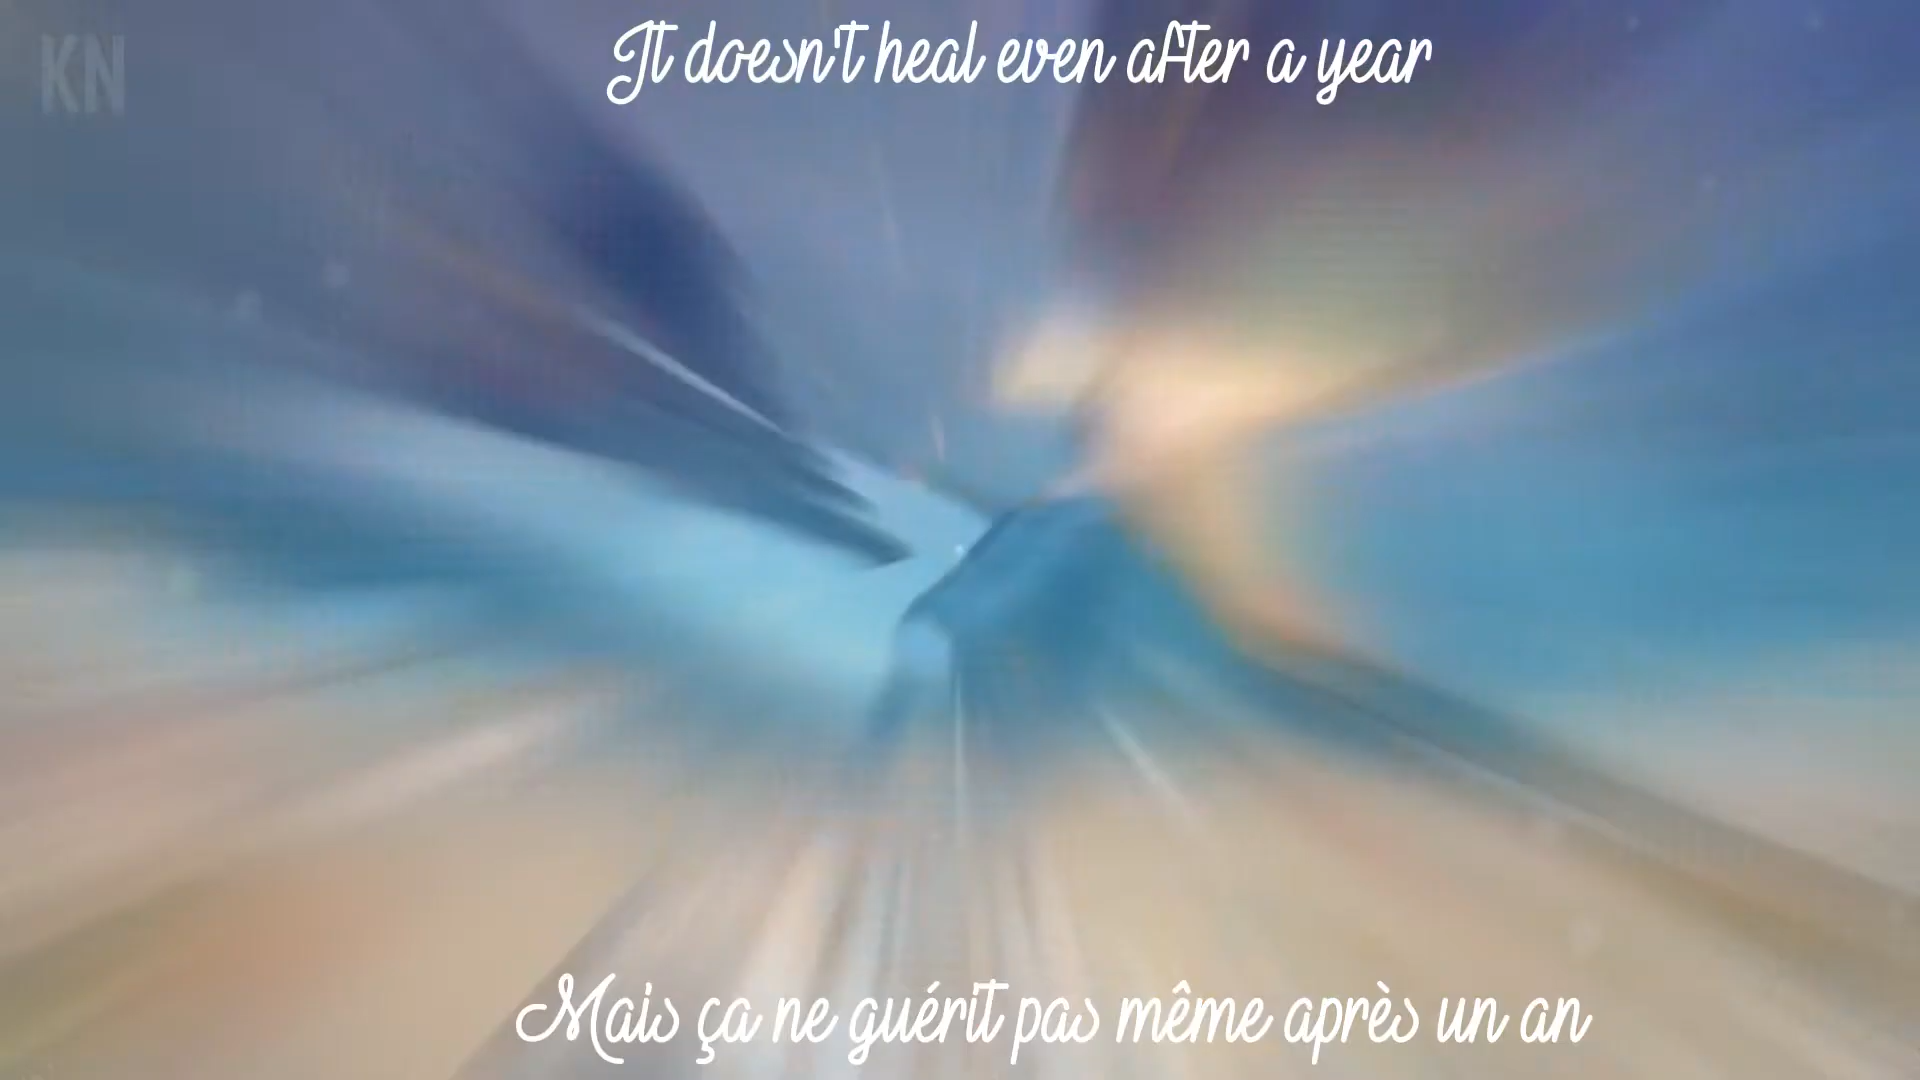 KN
It doesn't heal even after a year
Mais ça ne guérit pas même après un an